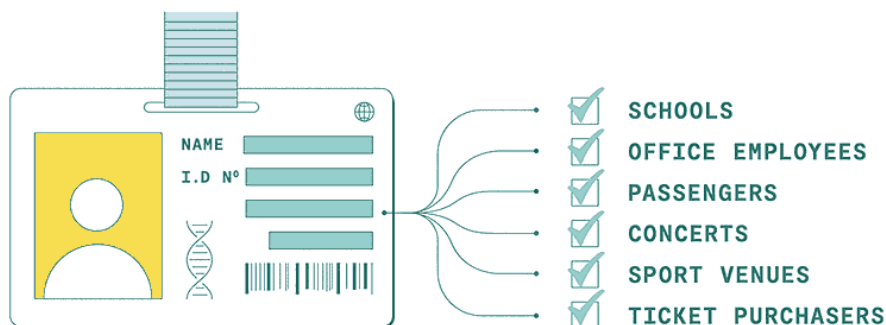 NAME
I.D Nº
SCHOOLS
OFFICE EMPLOYEES
PASSENGERS
CONCERTS
SPORT VENUES
TICKET PURCHASERS